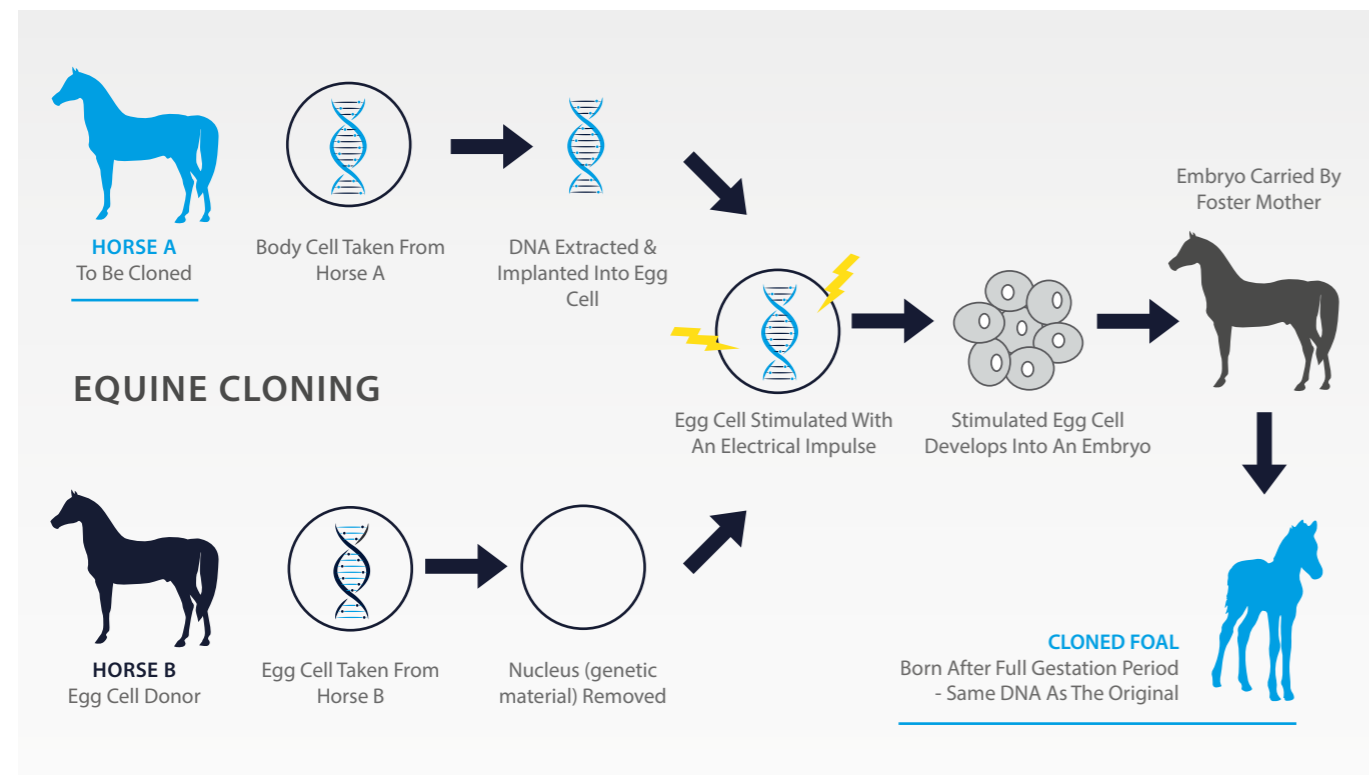 HORSE A
To Be Cloned
Body Cell Taken From
Horse A
DNA Extracted &
Implanted Into Egg
Cell
Embryo Carried By
Foster Mother
EQUINE CLONING
Egg Cell Stimulated With
An Electrical Impulse
Stimulated Egg Cell
Develops Into An Embryo
HORSE B
Egg Cell Donor
Egg Cell Taken From
Horse B
Nucleus (genetic
material) Removed
CLONED FOAL
Born After Full Gestation Period
- Same DNA As The Original